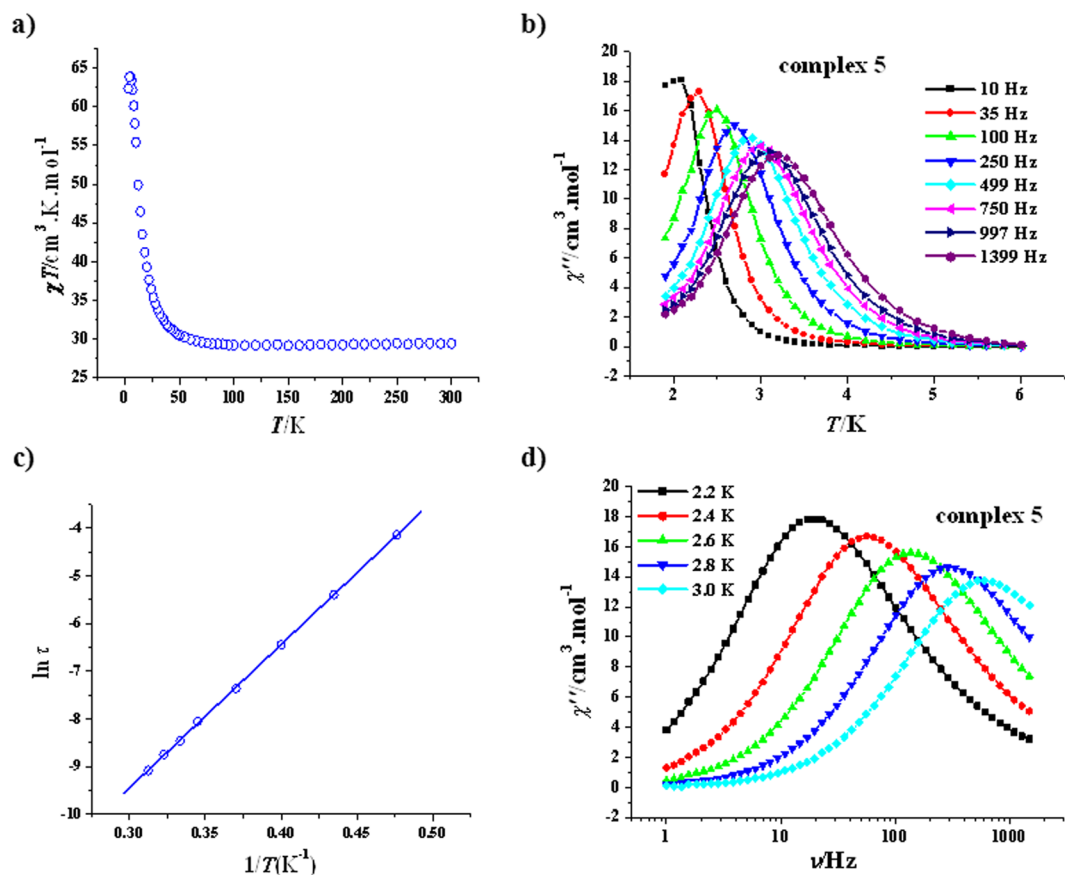 a)
χT/cm³.K.mol⁻¹
65
60
55
50
45
40
35
30
25
0 50 100 150 200 250 300
T/K
b)
complex 5
χ″/cm³.mol⁻¹
20
18
16
14
12
10
8
6
4
2
0
-2
10 Hz
35 Hz
100 Hz
250 Hz
499 Hz
750 Hz
997 Hz
1399 Hz
2 3 4 5 6
T/K
c)
ln τ
-4
-5
-6
-7
-8
-9
-10
0.30 0.35 0.40 0.45 0.50
1/T(K⁻¹)
d)
complex 5
χ″/cm³.mol⁻¹
20
18
16
14
12
10
8
6
4
2
0
-2
2.2 K
2.4 K
2.6 K
2.8 K
3.0 K
1 10 100 1000
ν/Hz